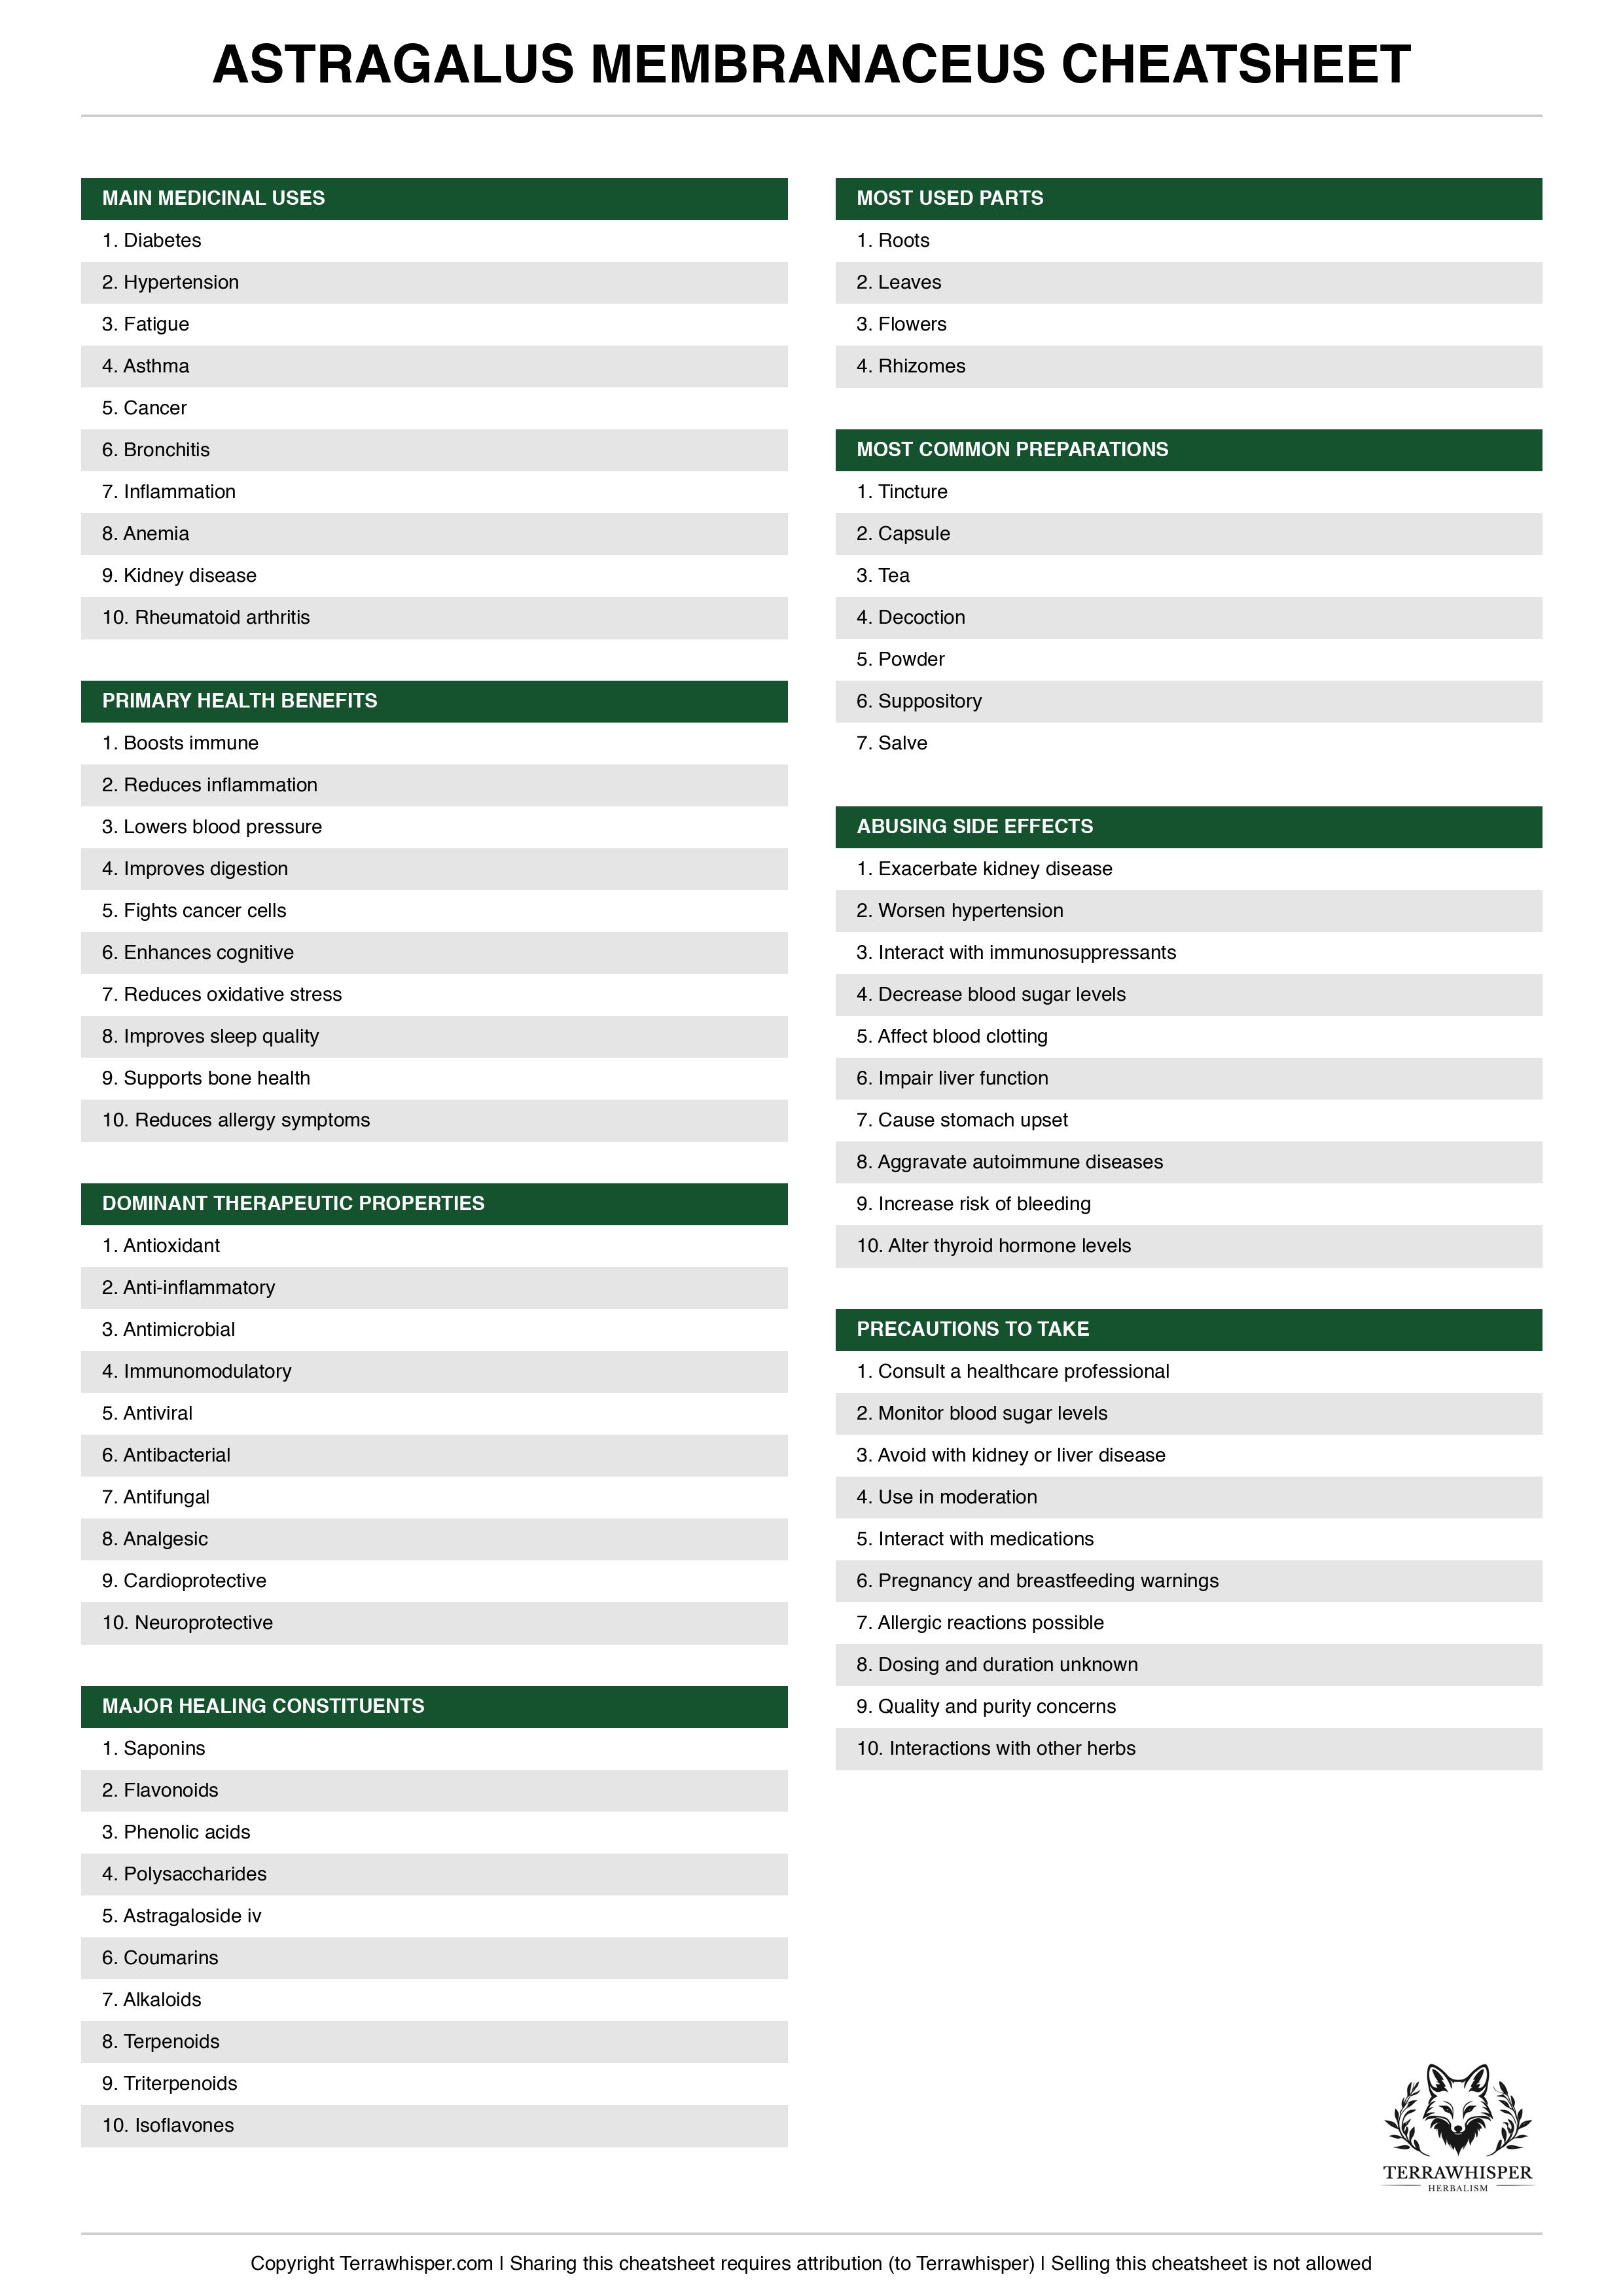 ASTRAGALUS MEMBRANACEUS CHEATSHEET
MAIN MEDICINAL USES
1. Diabetes
2. Hypertension
3. Fatigue
4. Asthma
5. Cancer
6. Bronchitis
7. Inflammation
8. Anemia
9. Kidney disease
10. Rheumatoid arthritis
PRIMARY HEALTH BENEFITS
1. Boosts immune
2. Reduces inflammation
3. Lowers blood pressure
4. Improves digestion
5. Fights cancer cells
6. Enhances cognitive
7. Reduces oxidative stress
8. Improves sleep quality
9. Supports bone health
10. Reduces allergy symptoms
DOMINANT THERAPEUTIC PROPERTIES
1. Antioxidant
2. Anti-inflammatory
3. Antimicrobial
4. Immunomodulatory
5. Antiviral
6. Antibacterial
7. Antifungal
8. Analgesic
9. Cardioprotective
10. Neuroprotective
MAJOR HEALING CONSTITUENTS
1. Saponins
2. Flavonoids
3. Phenolic acids
4. Polysaccharides
5. Astragaloside iv
6. Coumarins
7. Alkaloids
8. Terpenoids
9. Triterpenoids
10. Isoflavones
MOST USED PARTS
1. Roots
2. Leaves
3. Flowers
4. Rhizomes
MOST COMMON PREPARATIONS
1. Tincture
2. Capsule
3. Tea
4. Decoction
5. Powder
6. Suppository
7. Salve
ABUSING SIDE EFFECTS
1. Exacerbate kidney disease
2. Worsen hypertension
3. Interact with immunosuppressants
4. Decrease blood sugar levels
5. Affect blood clotting
6. Impair liver function
7. Cause stomach upset
8. Aggravate autoimmune diseases
9. Increase risk of bleeding
10. Alter thyroid hormone levels
PRECAUTIONS TO TAKE
1. Consult a healthcare professional
2. Monitor blood sugar levels
3. Avoid with kidney or liver disease
4. Use in moderation
5. Interact with medications
6. Pregnancy and breastfeeding warnings
7. Allergic reactions possible
8. Dosing and duration unknown
9. Quality and purity concerns
10. Interactions with other herbs
TERRAWHISPER
HERBALISM
Copyright Terrawhisper.com | Sharing this cheatsheet requires attribution (to Terrawhisper) | Selling this cheatsheet is not allowed